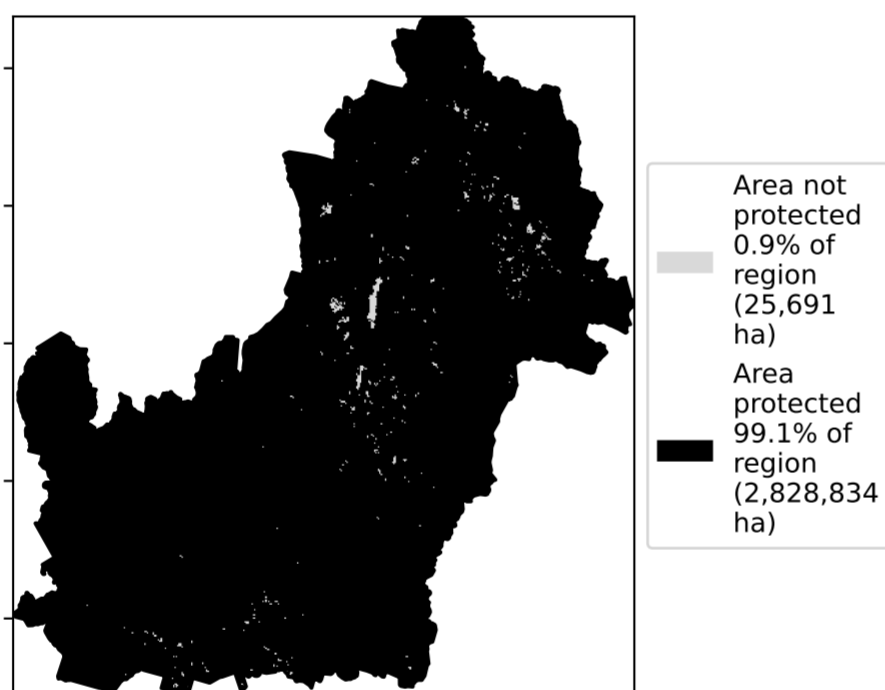 Area not
protected
0.9% of
region
(25,691
ha)
Area
protected
99.1% of
region
(2,828,834
ha)